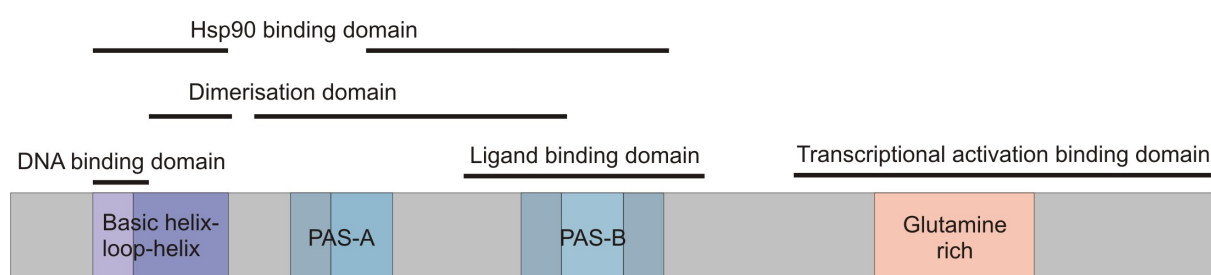 Hsp90 binding domain
Dimerisation domain
DNA binding domain
Ligand binding domain
Transcriptional activation binding domain
Basic helix-
loop-helix
PAS-A
PAS-B
Glutamine
rich